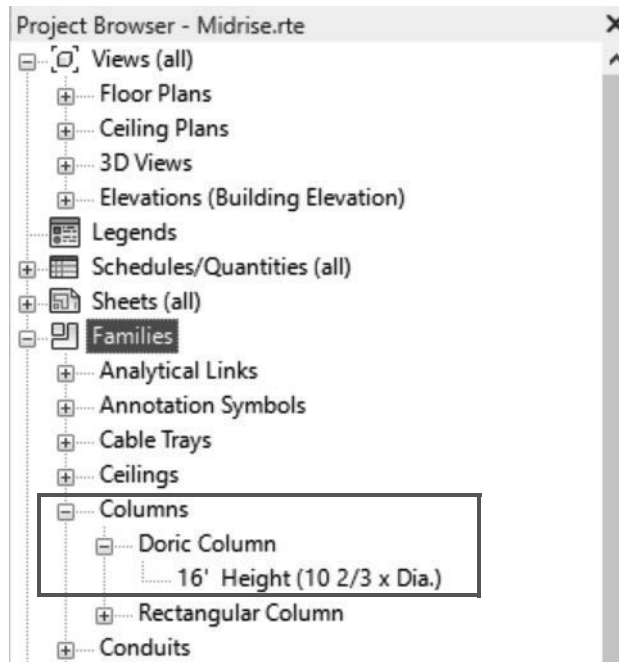 Project Browser - Midrise.rte
Views (all)
Floor Plans
Ceiling Plans
3D Views
Elevations (Building Elevation)
Legends
Schedules/Quantities (all)
Sheets (all)
Families
Analytical Links
Annotation Symbols
Cable Trays
Ceilings
Columns
Doric Column
16' Height (10 2/3 x Dia.)
Rectangular Column
Conduits